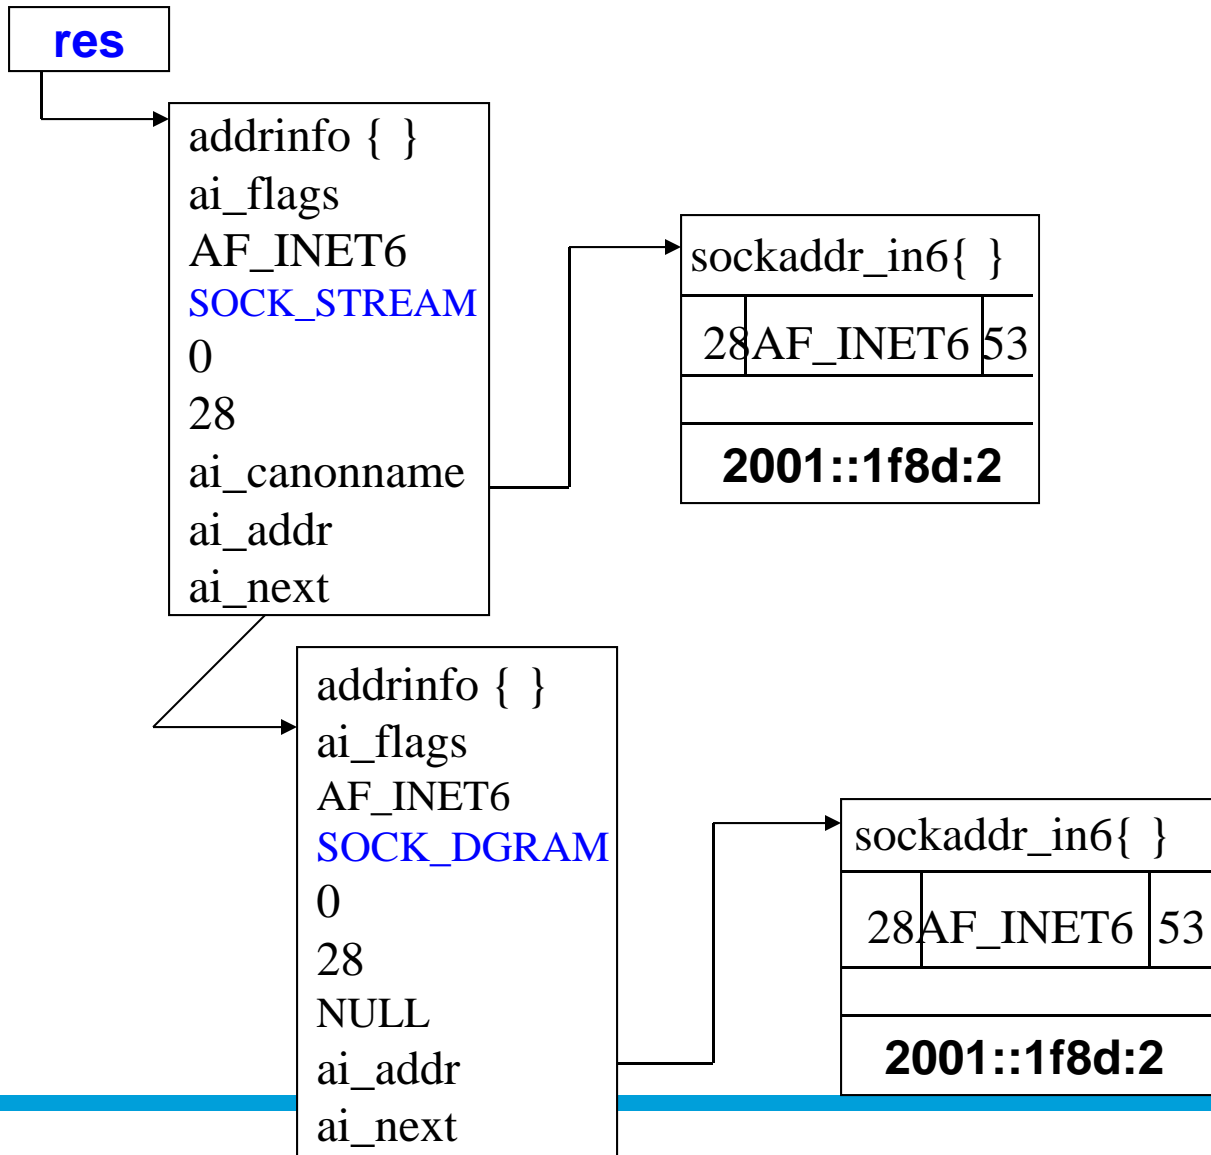 res
addrinfo { }
ai_flags
AF_INET6
SOCK_STREAM
0
28
ai_canonname
ai_addr
ai_next
sockaddr_in6{ }
28 AF_INET6 53
2001::1f8d:2
addrinfo { }
ai_flags
AF_INET6
SOCK_DGRAM
0
28
NULL
ai_addr
ai_next
sockaddr_in6{ }
28 AF_INET6 53
2001::1f8d:2